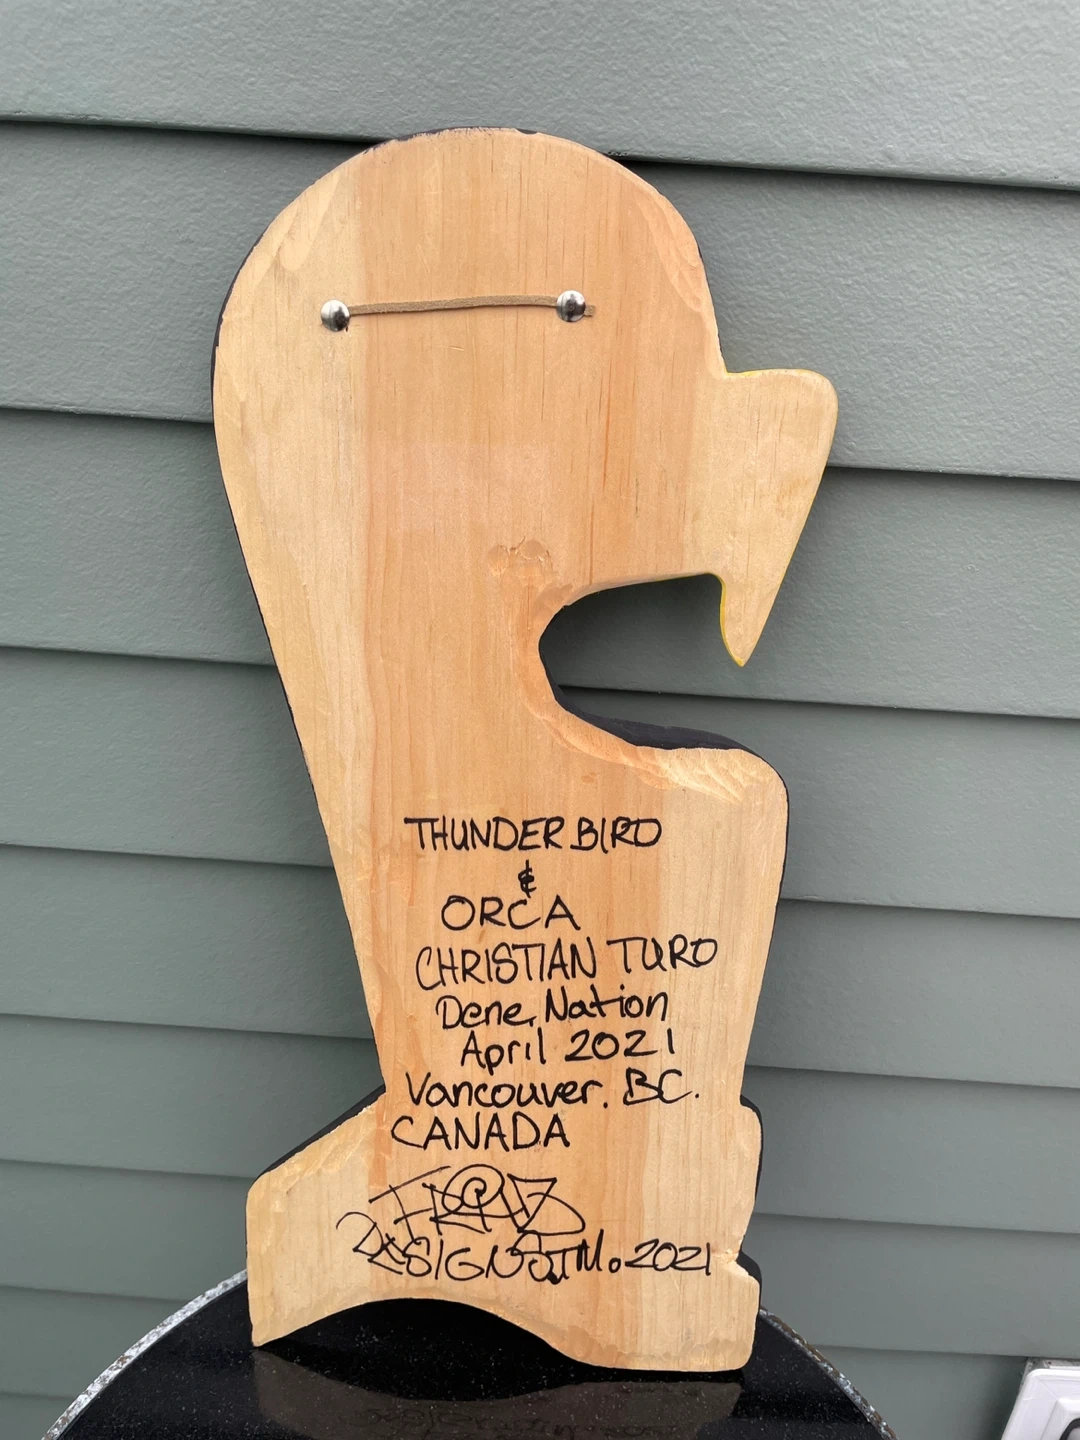 THUNDER BIRD
&
ORCA
CHRISTIAN TURO
Dene Nation
April 2021
Vancouver. BC.
CANADA
DESIGNS.TM. 2021